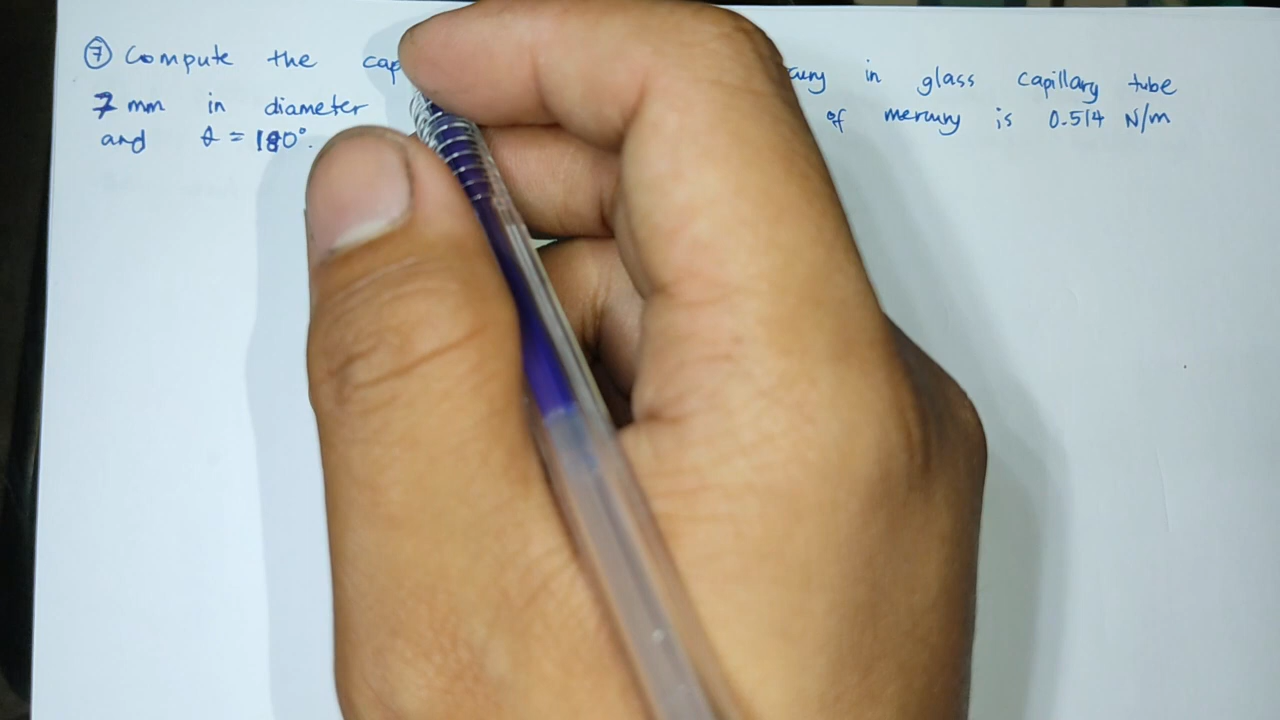 ⑦ Compute the cap in glass capillary tube
7 mm in diameter of mercury is 0.514 N/m
and θ = 180°.